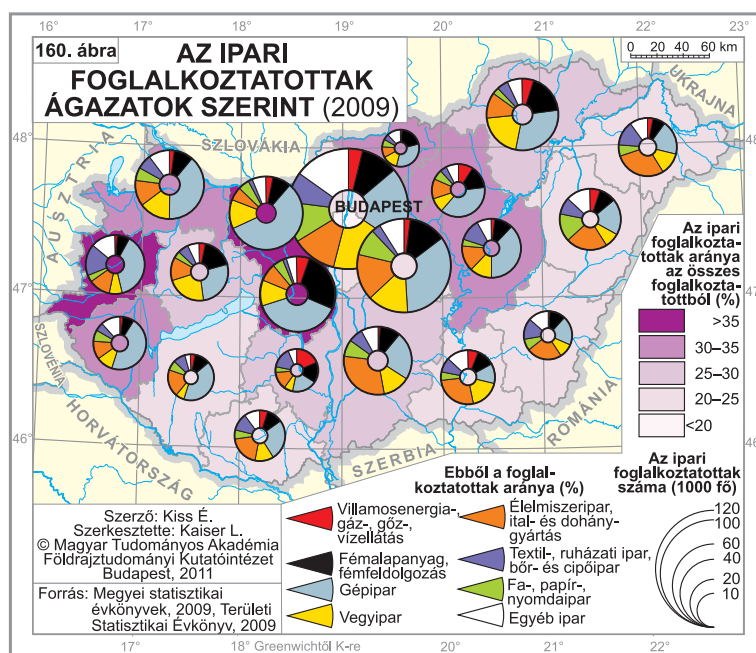 16° 17° 18° 19° 20° 21° 22° 23°
160. ábra
AZ IPARI
FOGLALKOZTATOTTAK
ÁGAZATOK SZERINT (2009)
0 20 40 60 km
UKRAJNA
SZLOVÁKIA
AUSZTRIA
BUDAPEST
SZLOVÉNIA
HORVÁTORSZÁG
SZERBIA
ROMÁNIA
48° 48°
47° 47°
46° 46°
Az ipari
foglalkozta-
tottak aránya
az összes
foglalkozta-
tottból (%)
>35
30–35
25–30
20–25
<20
Az ipari
foglalkoztatottak
száma (1000 fő)
120
100
60
40
20
10
Ebből a foglal-
koztatottak aránya (%)
Villamosenergia-,
gáz-, gőz-,
vízellátás
Fémalapanyag,
fémfeldolgozás
Gépipar
Vegyipar
Élelmiszeripar,
ital- és dohány-
gyártás
Textil-, ruházati ipar,
bőr- és cipőipar
Fa-, papír-,
nyomdaipar
Egyéb ipar
Szerző: Kiss É.
Szerkesztette: Kaiser L.
© Magyar Tudományos Akadémia
Földrajztudományi Kutatóintézet
Budapest, 2011
Forrás: Megyei statisztikai
évkönyvek, 2009, Területi
Statisztikai Évkönyv, 2009
17° 18° Greenwichtől K-re 19° 20° 21° 22°